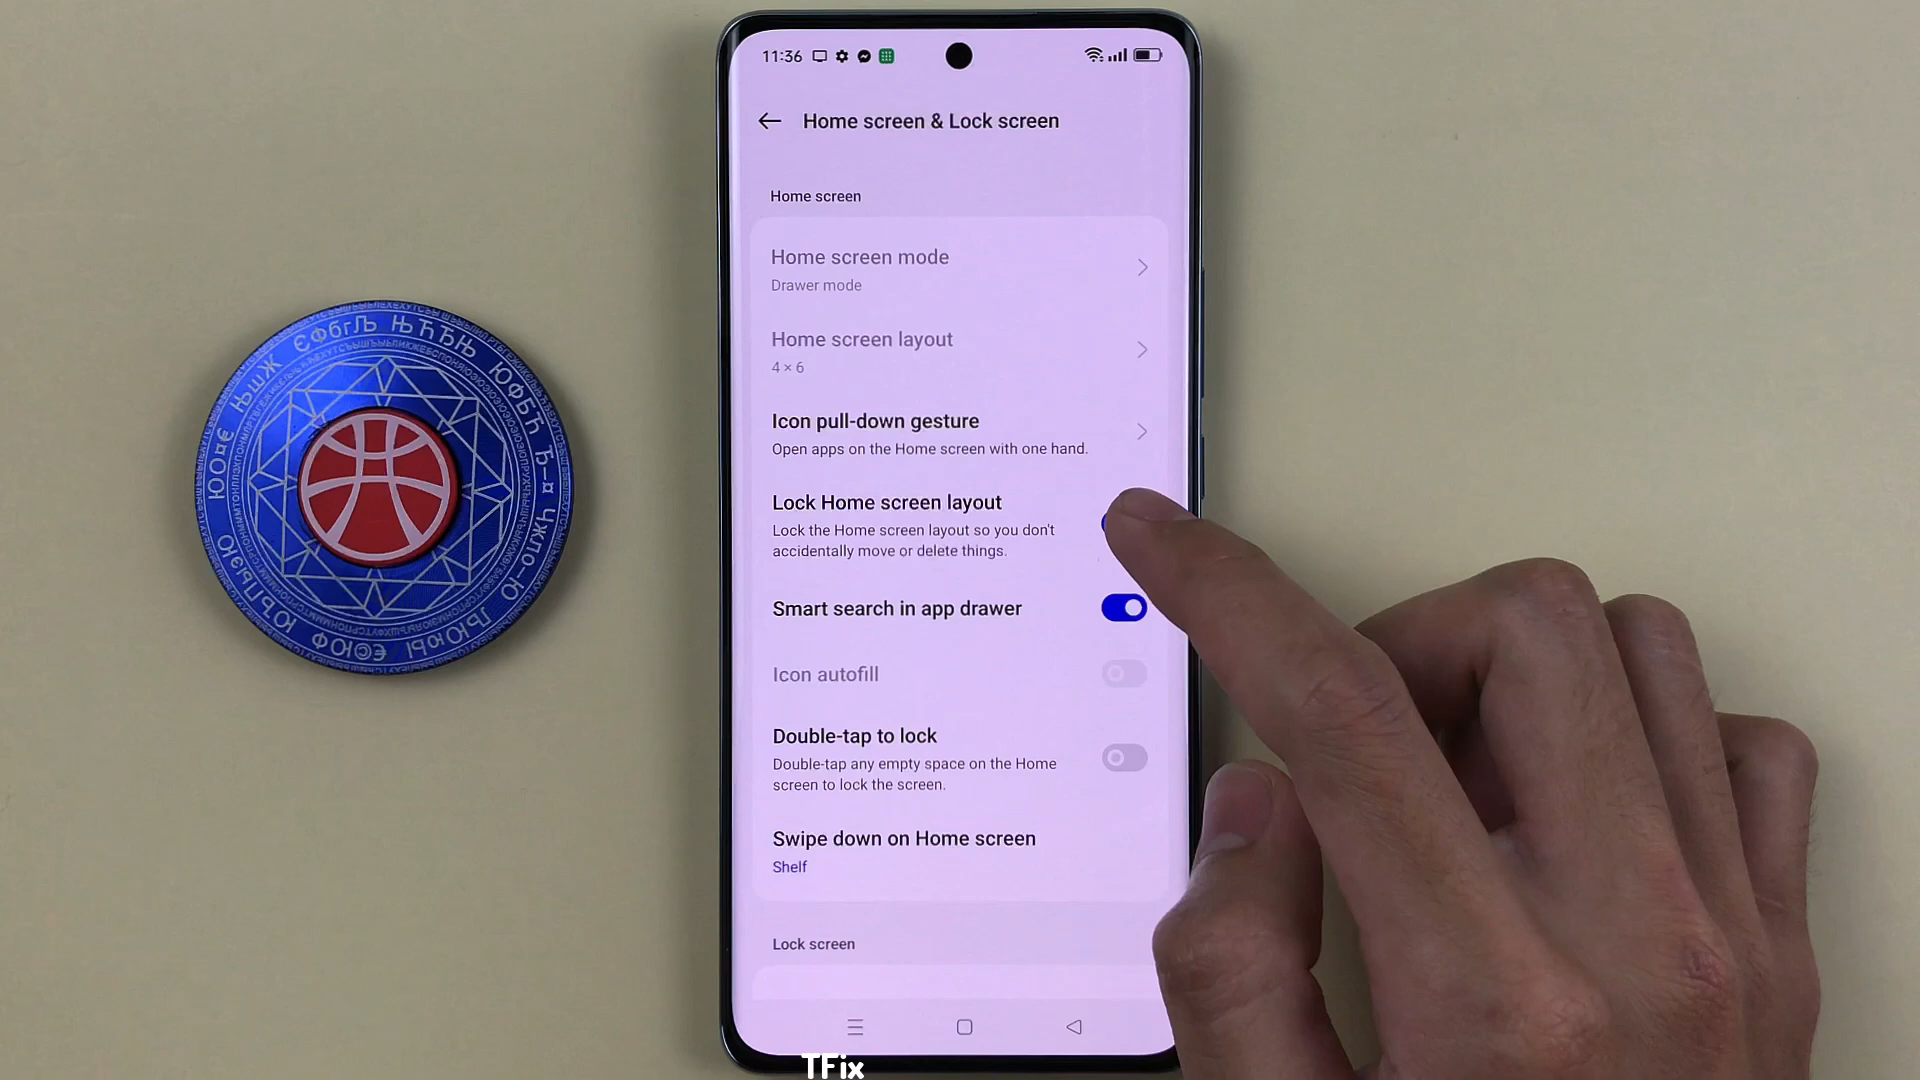 11:36
Home screen & Lock screen
Home screen
Home screen mode
Drawer mode
Home screen layout
4 × 6
Icon pull-down gesture
Open apps on the Home screen with one hand.
Lock Home screen layout
Lock the Home screen layout so you don't
accidentally move or delete things.
Smart search in app drawer
Icon autofill
Double-tap to lock
Double-tap any empty space on the Home
screen to lock the screen.
Swipe down on Home screen
Shelf
Lock screen
TFix